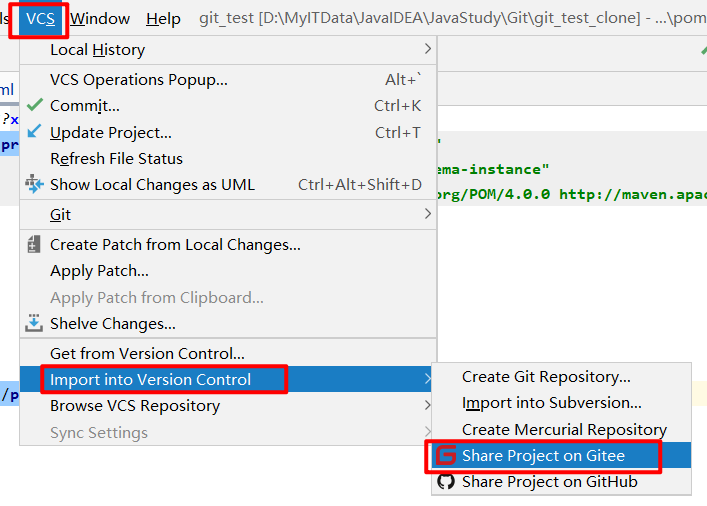 ls VCS Window Help git_test [D:\MyITData\JavaIDEA\JavaStudy\Git\git_test_clone] - ...\pom
Local History
ml VCS Operations Popup... Alt+`
?x Commit... Ctrl+K
pr Update Project... Ctrl+T "
Refresh File Status ema-instance"
Show Local Changes as UML Ctrl+Alt+Shift+D org/POM/4.0.0 http://maven.apac
Git
Create Patch from Local Changes...
Apply Patch...
Apply Patch from Clipboard...
Shelve Changes...
Get from Version Control...
Import into Version Control
/p Browse VCS Repository
Sync Settings
Create Git Repository...
Import into Subversion...
Create Mercurial Repository
Share Project on Gitee
Share Project on GitHub